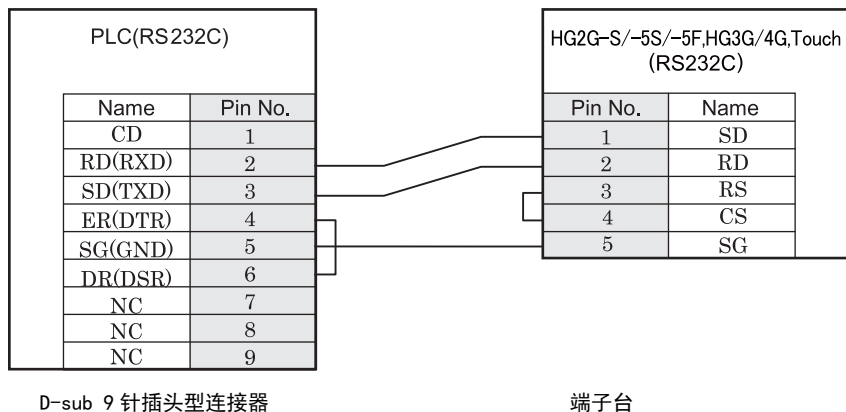 PLC(RS232C)
HG2G-S/-5S/-5F,HG3G/4G,Touch
(RS232C)
Name Pin No.
CD 1
RD(RXD) 2
SD(TXD) 3
ER(DTR) 4
SG(GND) 5
DR(DSR) 6
NC 7
NC 8
NC 9
Pin No. Name
1 SD
2 RD
3 RS
4 CS
5 SG
D-sub 9 针插头型连接器
端子台